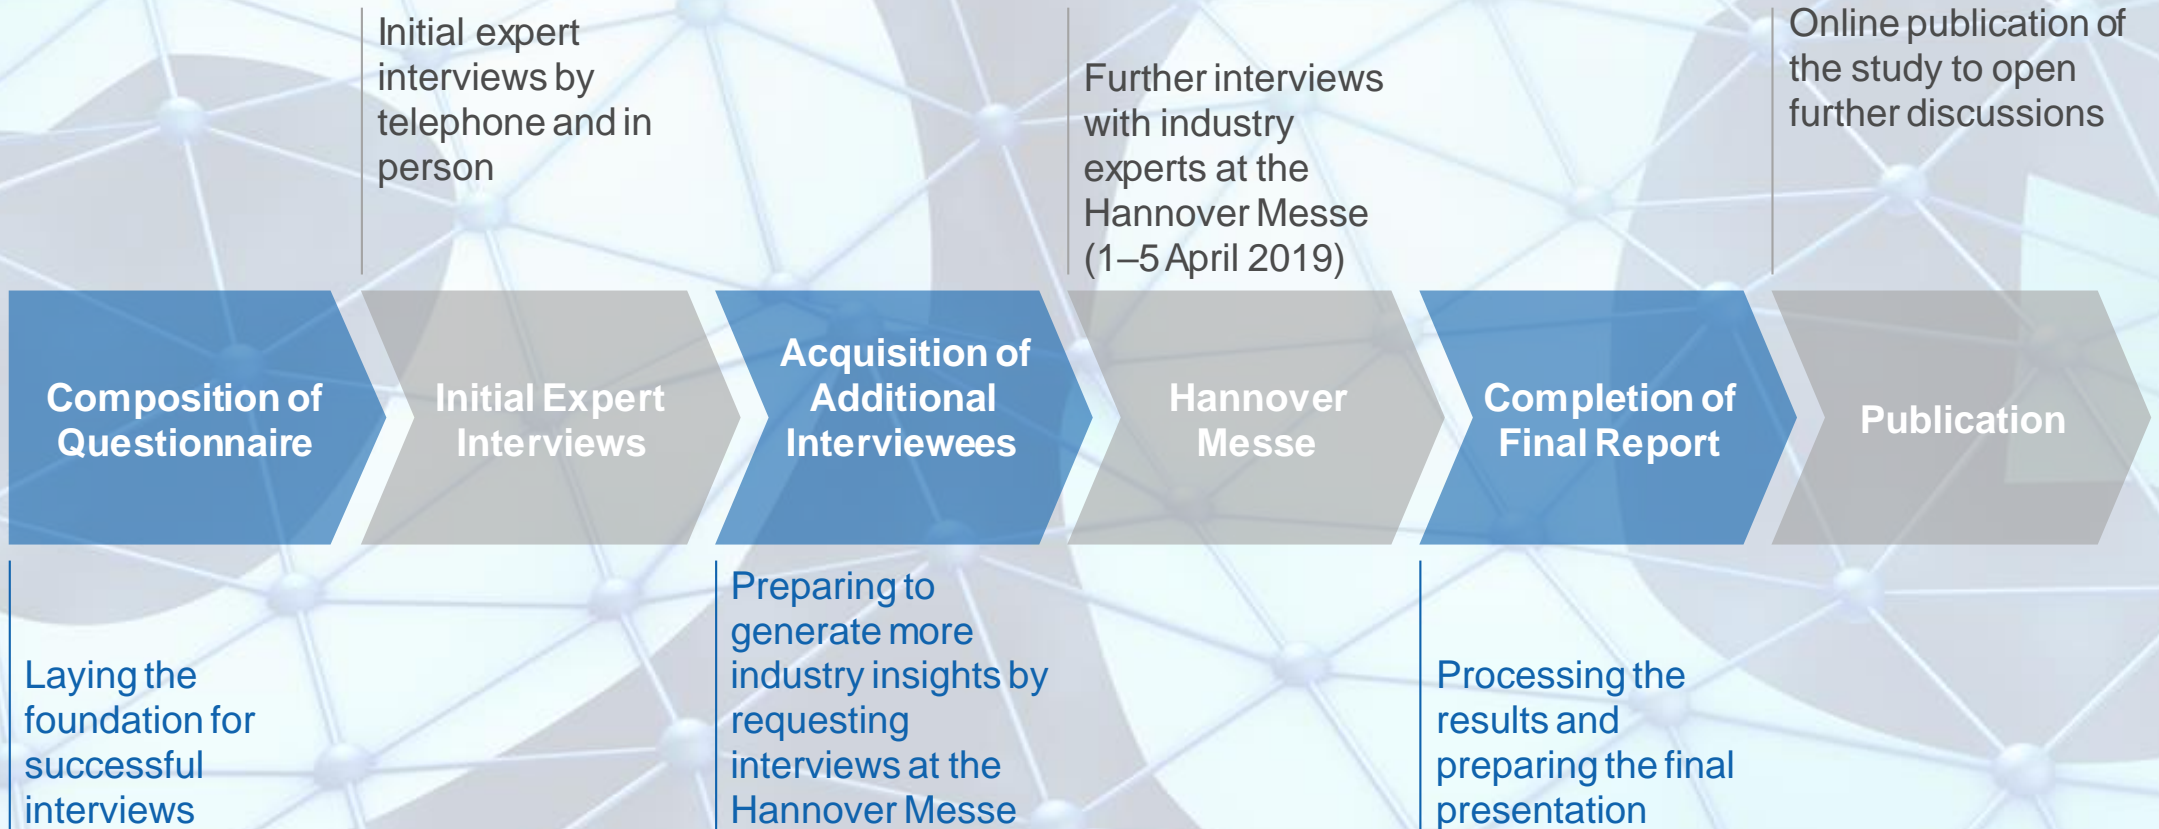 Initial expert
interviews by
telephone and in
person
Further interviews
with industry
experts at the
Hannover Messe
(1–5 April 2019)
Online publication of
the study to open
further discussions
Composition of
Questionnaire
Initial Expert
Interviews
Acquisition of
Additional
Interviewees
Hannover
Messe
Completion of
Final Report
Publication
Laying the
foundation for
successful
interviews
Preparing to
generate more
industry insights by
requesting
interviews at the
Hannover Messe
Processing the
results and
preparing the final
presentation